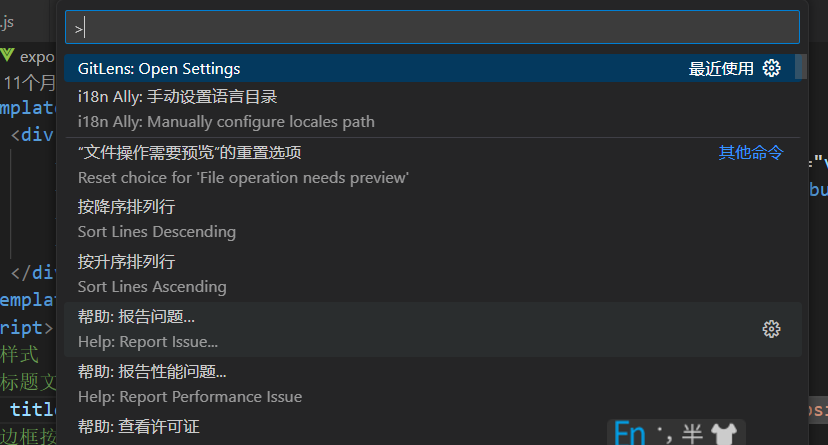 .js
>
expo
GitLens: Open Settings 最近使用
11个月
i18n Ally: 手动设置语言目录
mplate
i18n Ally: Manually configure locales path
<div
“文件操作需要预览”的重置选项 其他命令
="v
Reset choice for 'File operation needs preview'
bu
按降序排列行
Sort Lines Descending
按升序排列行
</di
Sort Lines Ascending
emplat
帮助: 报告问题...
ript>
Help: Report Issue...
样式
帮助: 报告性能问题...
标题文
Help: Report Performance Issue
title
osi
帮助: 查看许可证
边框按
En ·, 半